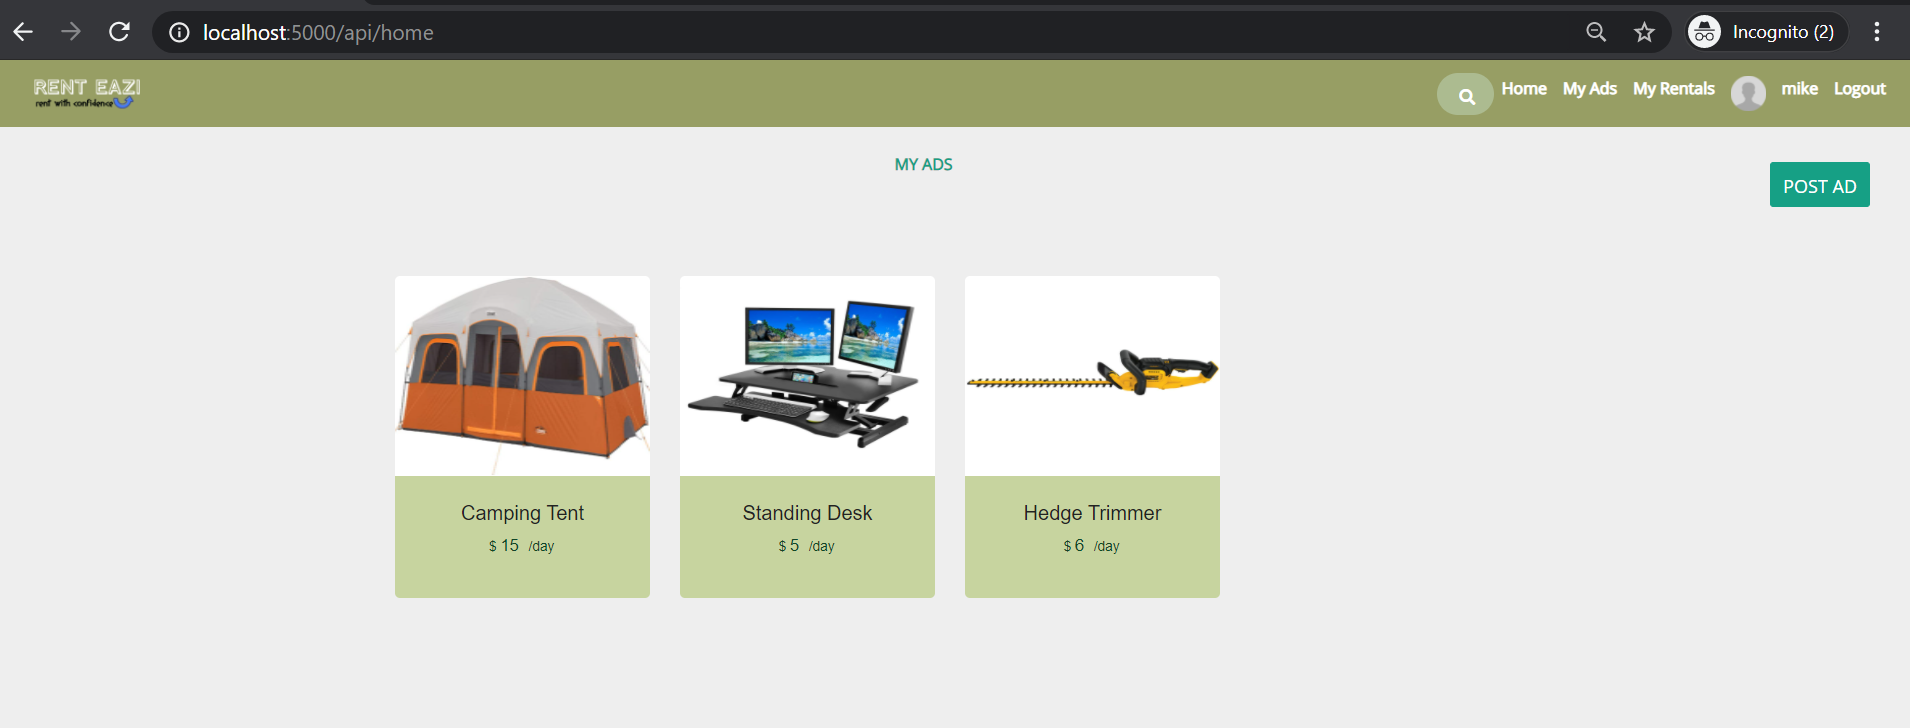 localhost:5000/api/home
Incognito (2)
RENT EAZI
rent with confidence
Home My Ads My Rentals mike Logout
MY ADS
POST AD
Camping Tent
$ 15 /day
Standing Desk
$ 5 /day
Hedge Trimmer
$ 6 /day